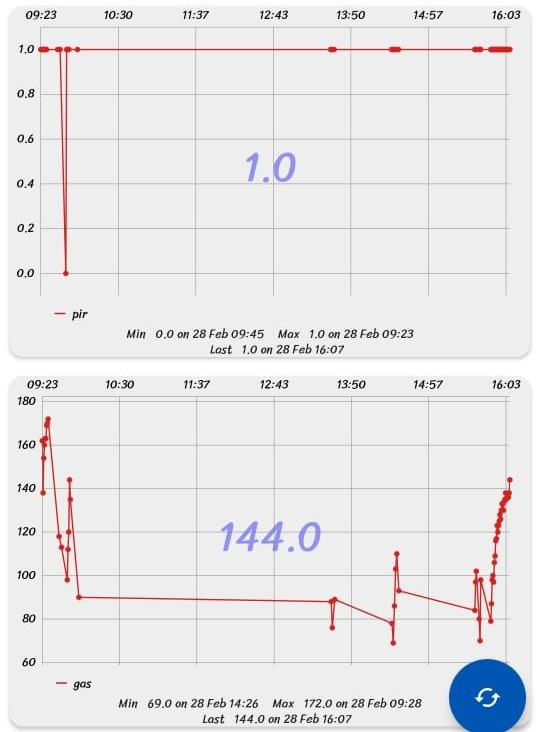 09:23 10:30 11:37 12:43 13:50 14:57 16:03
1.0
0.8
0.6
0.4
0.2
0.0
1.0
pir
Min 0.0 on 28 Feb 09:45 Max 1.0 on 28 Feb 09:23
Last 1.0 on 28 Feb 16:07
09:23 10:30 11:37 12:43 13:50 14:57 16:03
180
160
140
120
100
80
60
144.0
gas
Min 69.0 on 28 Feb 14:26 Max 172.0 on 28 Feb 09:28
Last 144.0 on 28 Feb 16:07